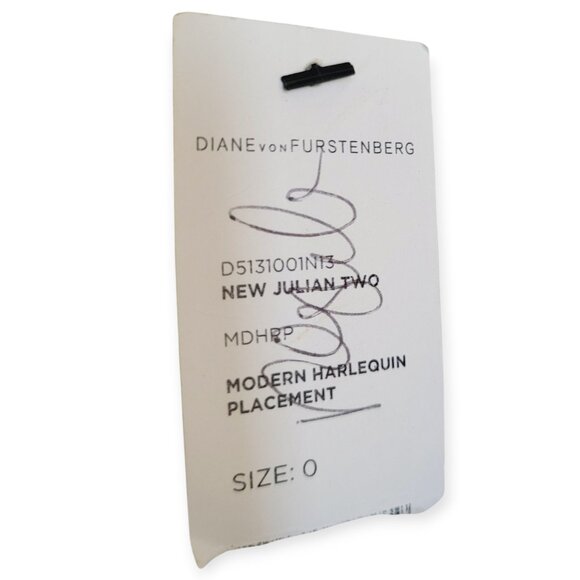 DIANE VON FURSTENBERG
D5131001N13
NEW JULIAN TWO
MDHRP
MODERN HARLEQUIN
PLACEMENT
SIZE: 0